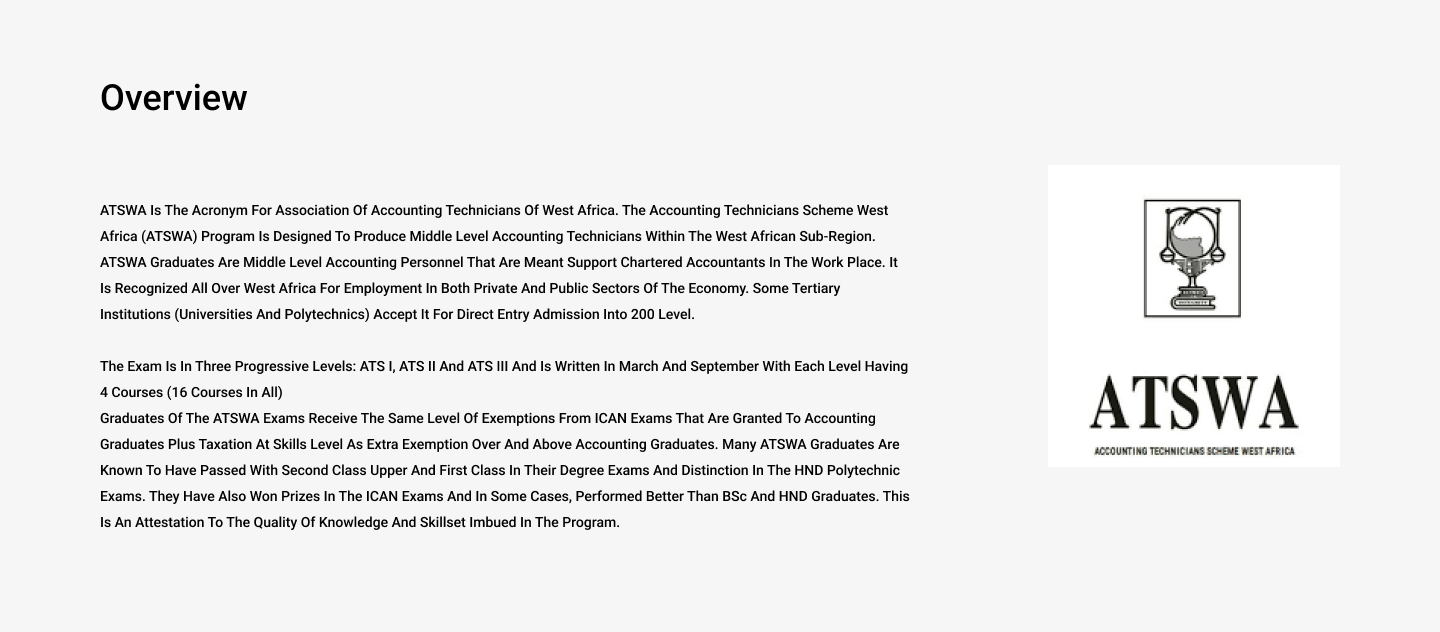 Overview
ATSWA Is The Acronym For Association Of Accounting Technicians Of West Africa. The Accounting Technicians Scheme West
Africa (ATSWA) Program Is Designed To Produce Middle Level Accounting Technicians Within The West African Sub-Region.
ATSWA Graduates Are Middle Level Accounting Personnel That Are Meant Support Chartered Accountants In The Work Place. It
Is Recognized All Over West Africa For Employment In Both Private And Public Sectors Of The Economy. Some Tertiary
Institutions (Universities And Polytechnics) Accept It For Direct Entry Admission Into 200 Level.
The Exam Is In Three Progressive Levels: ATS I, ATS II And ATS III And Is Written In March And September With Each Level Having
4 Courses (16 Courses In All)
Graduates Of The ATSWA Exams Receive The Same Level Of Exemptions From ICAN Exams That Are Granted To Accounting
Graduates Plus Taxation At Skills Level As Extra Exemption Over And Above Accounting Graduates. Many ATSWA Graduates Are
Known To Have Passed With Second Class Upper And First Class In Their Degree Exams And Distinction In The HND Polytechnic
Exams. They Have Also Won Prizes In The ICAN Exams And In Some Cases, Performed Better Than BSc And HND Graduates. This
Is An Attestation To The Quality Of Knowledge And Skillset Imbued In The Program.
ATSWA
ACCOUNTING TECHNICIANS SCHEME WEST AFRICA